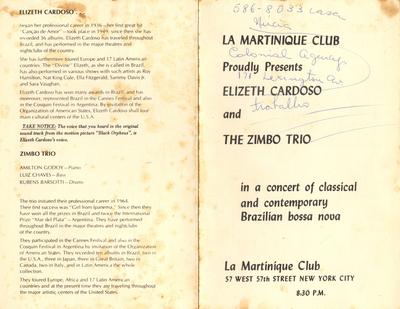 ELIZETH CARDOSO
began her professional career in 1936 —her first great hit
"Canção de Amor" —took place in 1949. since then she has
recorded 36 albums. Elizeth Cardoso has traveled throughout
Brazil, and has performed in the major theatres and
nightclubs of the country.
She has furthermore toured Europe and 17 Latin American
countries. The "Divine" Elizeth, as she is called in Brazil,
has also performed in various shows with such artists as Roy
Hamilton, Nat King Cole, Ella Fitzgerald, Sammy Davis Jr.
and Sara Vaughan.
Elizeth Cardoso has won many awards in Brazil, and has
moreover, represented Brazil in the Cannes Festival and also
in the Cosquin Festival in Argentina. By invitation of the
Organization of American States, Elizeth Cardoso shall tour
main cultural centers of the U.S.A.
TAKE NOTICE: The voice that you heard in the original
sound track from the motion picture "Black Orpheus", is
Elizeth Cardoso's voice.
ZIMBO TRIO
AMILTON GODOY—Piano
LUIZ CHAVES—Bass
RUBENS BARSOTTI—Drums
The trio initiated their professional career in 1964.
Their first success was "Girl from Ipanema." Since then they
have won all the prizes in Brazil and twice the International
Prize "Mar del Plata" — Argentina. They have performed
throughout Brazil in the major theatres and nightclubs
of the country.
They participated in the Cannes Festival and also in the
Cosquin Festival in Argentina by invitation of the Organization
of American States. They recorded ten albums in Brazil, two in
the U.S.A., three in Japan, three in Great Britain, two in
Canada, two in Italy, and in Latin America the whole
collection.
They toured Europe, Africa and 17 Latin American
countries and at the present time they are traveling throughout
the major artistic centers of the United States.
586-8033 casa
LA MARTINIQUE CLUB
Colonial Agency
Proudly Presents
171 Lexington Av
ELIZETH CARDOSO
trabalho
and
THE ZIMBO TRIO
in a concert of classical
and contemporary
Brazilian bossa nova
La Martinique Club
57 WEST 57th STREET NEW YORK CITY
8:30 P.M.